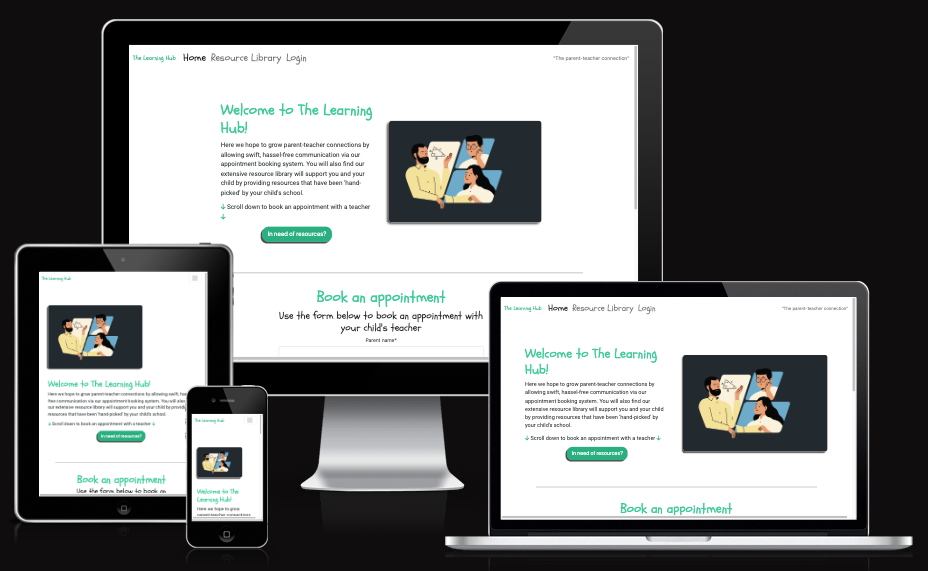 The Learning Hub Home Resource Library Login "The parent-teacher connection"
Welcome to The Learning
Hub!
Here we hope to grow parent-teacher connections by
allowing swift, hassel-free communication via our
appointment booking system. You will also find our
extensive resource library will support you and your
child by providing resources that have been 'hand-
picked' by your child's school.
↓ Scroll down to book an appointment with a teacher
↓
In need of resources?
Book an appointment
Use the form below to book an appointment with
your child's teacher
Parent name*
The Learning Hub
Welcome to The Learning Hub!
Here we hope to grow parent-teacher connections by allowing swift, has
free communication via our appointment booking system. You will also f
our extensive resource library will support you and your child by providi
resources that have been 'hand-picked' by your child's school.
↓ Scroll down to book an appointment with a teacher ↓
In need of resources?
Book an appointment
Use the form below to book an
The Learning Hub
Welcome to The
Learning Hub!
Here we hope to grow
parent-teacher connections
The Learning Hub Home Resource Library Login "The parent-teacher connection"
Welcome to The Learning
Hub!
Here we hope to grow parent-teacher connections by
allowing swift, hassel-free communication via our
appointment booking system. You will also find our
extensive resource library will support you and your child
by providing resources that have been 'hand-picked' by
your child's school.
↓ Scroll down to book an appointment with a teacher ↓
In need of resources?
Book an appointment